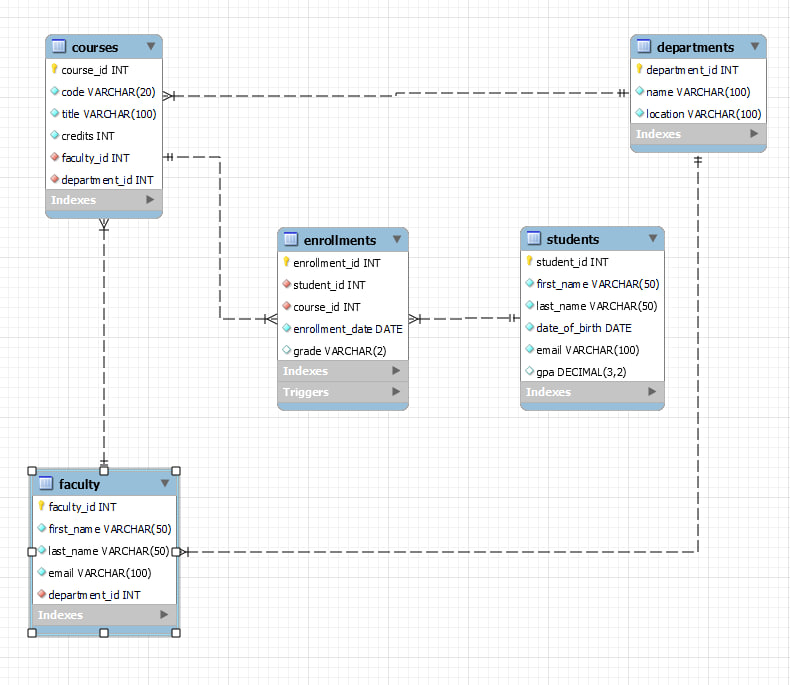 courses
course_id INT
code VARCHAR(20)
title VARCHAR(100)
credits INT
faculty_id INT
department_id INT
Indexes
departments
department_id INT
name VARCHAR(100)
location VARCHAR(100)
Indexes
enrollments
enrollment_id INT
student_id INT
course_id INT
enrollment_date DATE
grade VARCHAR(2)
Indexes
Triggers
students
student_id INT
first_name VARCHAR(50)
last_name VARCHAR(50)
date_of_birth DATE
email VARCHAR(100)
gpa DECIMAL(3,2)
Indexes
faculty
faculty_id INT
first_name VARCHAR(50)
last_name VARCHAR(50)
email VARCHAR(100)
department_id INT
Indexes